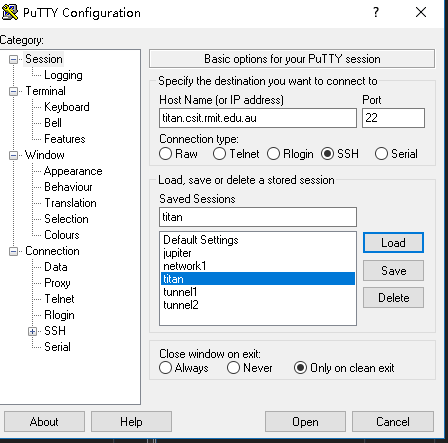 PuTTY Configuration
?
Category:
Session
Logging
Terminal
Keyboard
Bell
Features
Window
Appearance
Behaviour
Translation
Selection
Colours
Connection
Data
Proxy
Telnet
Rlogin
SSH
Serial
Basic options for your PuTTY session
Specify the destination you want to connect to
Host Name (or IP address) Port
titan.csit.rmit.edu.au 22
Connection type:
Raw Telnet Rlogin SSH Serial
Load, save or delete a stored session
Saved Sessions
titan
Default Settings
jupiter
network1
titan
tunnel1
tunnel2
Load
Save
Delete
Close window on exit:
Always Never Only on clean exit
About Help Open Cancel